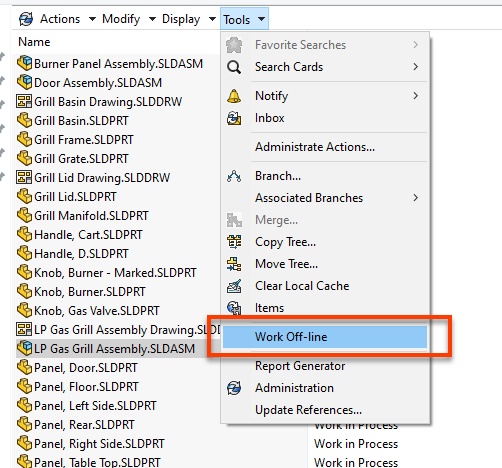 Actions Modify Display Tools
Name
Burner Panel Assembly.SLDASM
Door Assembly.SLDASM
Grill Basin Drawing.SLDDRW
Grill Basin.SLDPRT
Grill Frame.SLDPRT
Grill Grate.SLDPRT
Grill Lid Drawing.SLDDRW
Grill Lid.SLDPRT
Grill Manifold.SLDPRT
Handle, Cart.SLDPRT
Handle, D.SLDPRT
Knob, Burner - Marked.SLDPRT
Knob, Burner.SLDPRT
Knob, Gas Valve.SLDPRT
LP Gas Grill Assembly Drawing.SLDD
LP Gas Grill Assembly.SLDASM
Panel, Door.SLDPRT
Panel, Floor.SLDPRT
Panel, Left Side.SLDPRT
Panel, Rear.SLDPRT
Panel, Right Side.SLDPRT
Panel, Table Top.SLDPRT
Favorite Searches
Search Cards
Notify
Inbox
Administrate Actions...
Branch...
Associated Branches
Merge...
Copy Tree...
Move Tree...
Clear Local Cache
Items
Work Off-line
Report Generator
Administration
Update References...
Work in Process
Work in Process
Work in Process